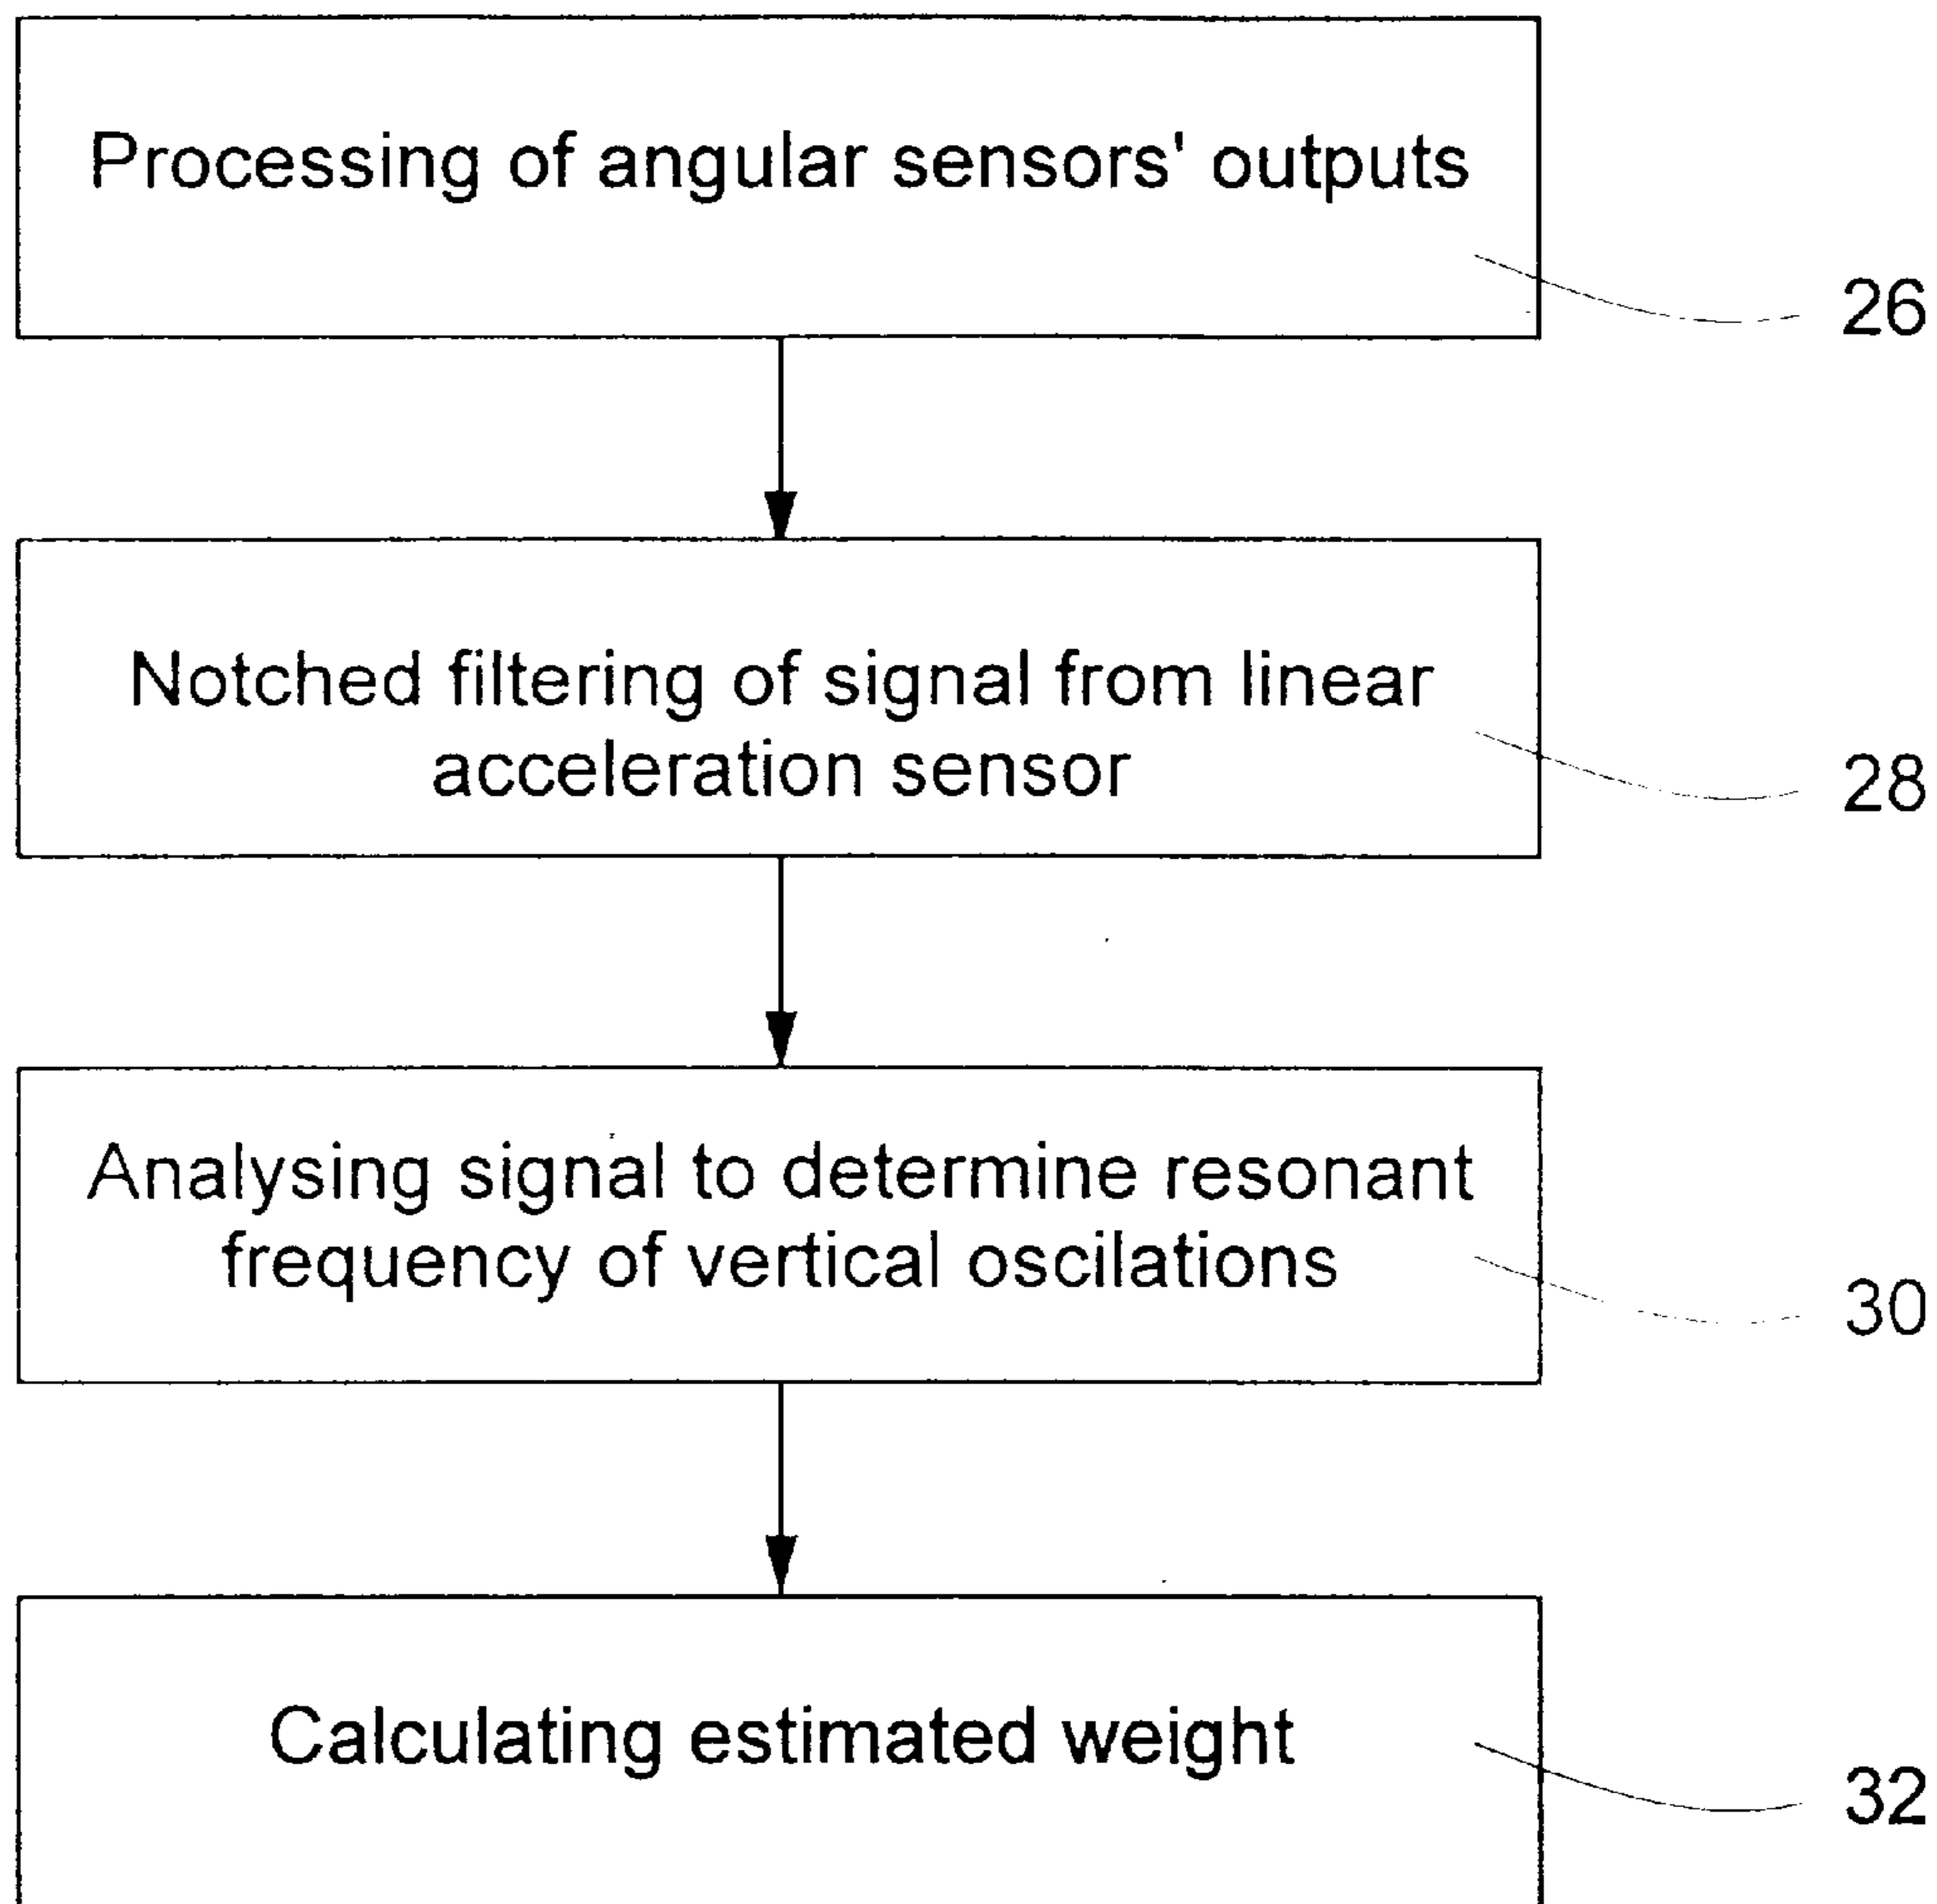 Processing of angular sensors' outputs
26
Notched filtering of signal from linear
acceleration sensor
28
Analysing signal to determine resonant
frequency of vertical oscilations
30
Calculating estimated weight
32